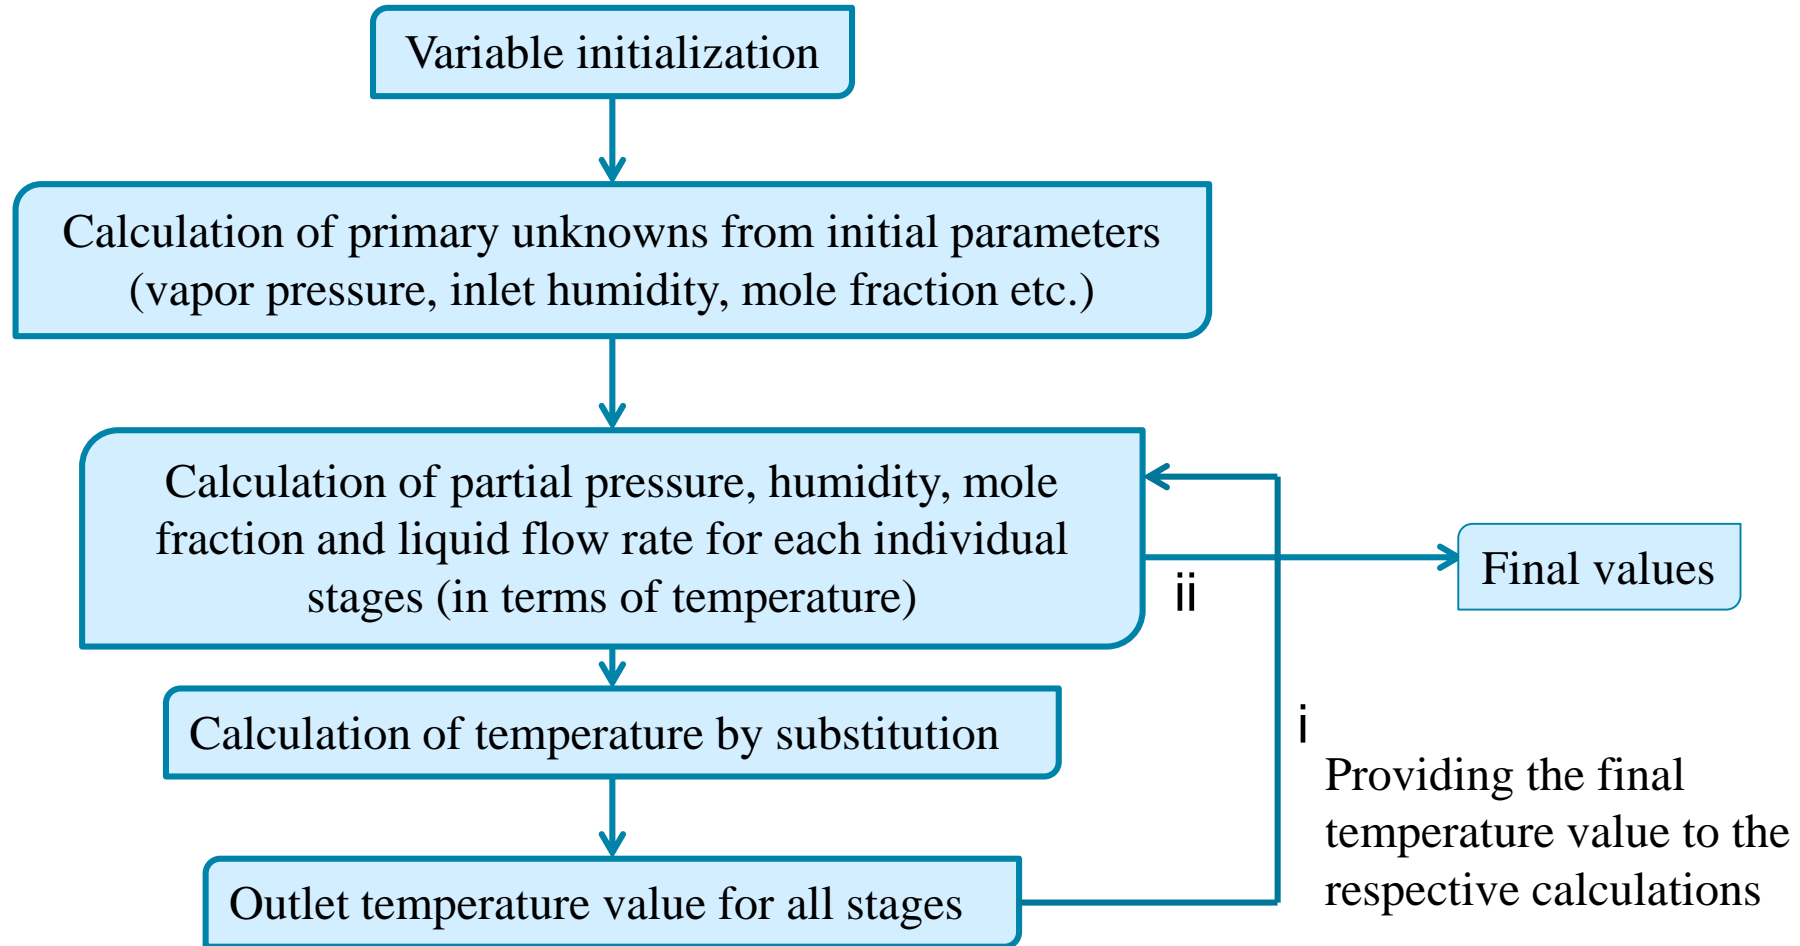 Variable initialization
Calculation of primary unknowns from initial parameters
(vapor pressure, inlet humidity, mole fraction etc.)
Calculation of partial pressure, humidity, mole
fraction and liquid flow rate for each individual
stages (in terms of temperature)
ii
Final values
Calculation of temperature by substitution
i
Providing the final
temperature value to the
respective calculations
Outlet temperature value for all stages